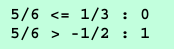 5/6 <= 1/3 : 0
5/6 > -1/2 : 1